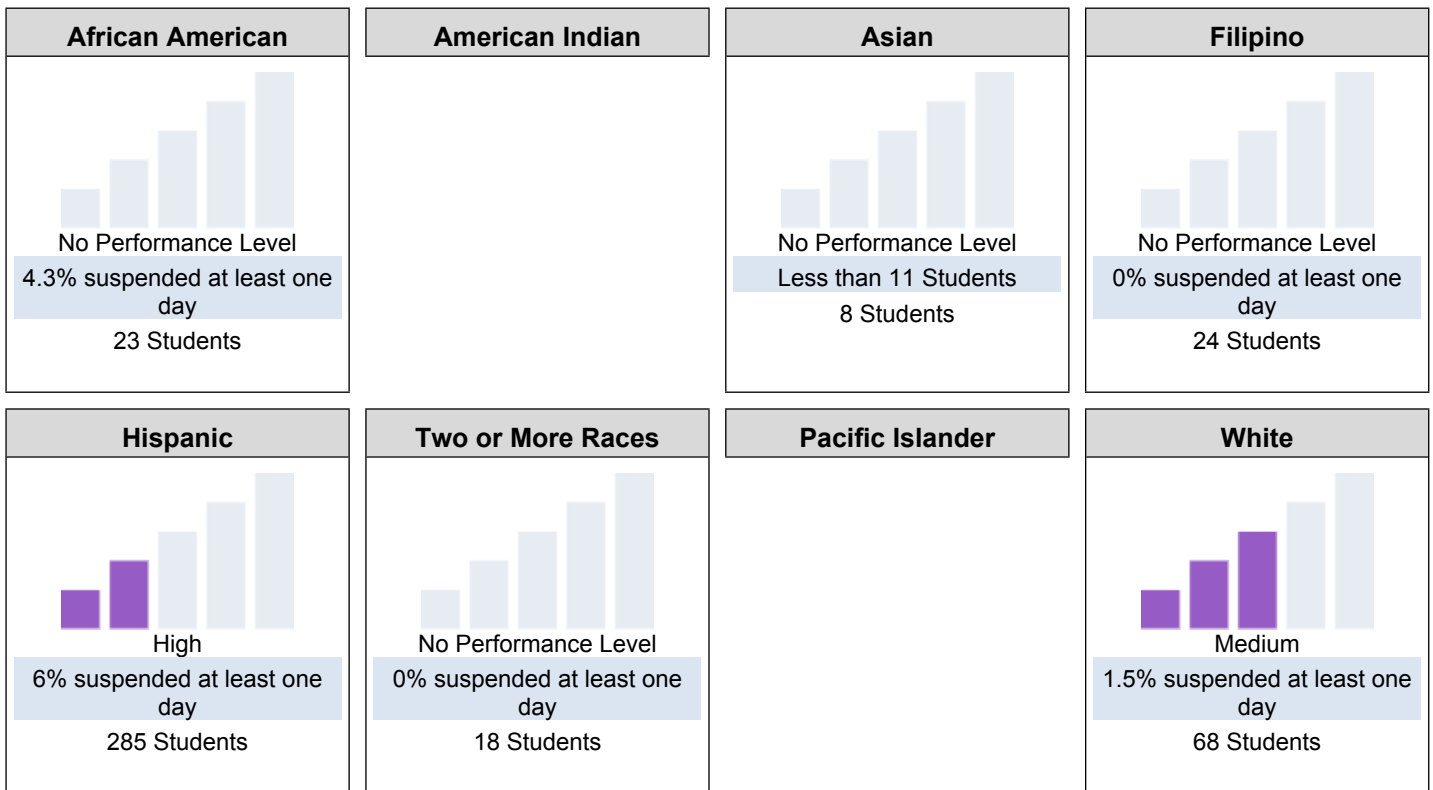 African American
No Performance Level
4.3% suspended at least one
day
23 Students
American Indian
Asian
No Performance Level
Less than 11 Students
8 Students
Filipino
No Performance Level
0% suspended at least one
day
24 Students
Hispanic
High
6% suspended at least one
day
285 Students
Two or More Races
No Performance Level
0% suspended at least one
day
18 Students
Pacific Islander
White
Medium
1.5% suspended at least one
day
68 Students